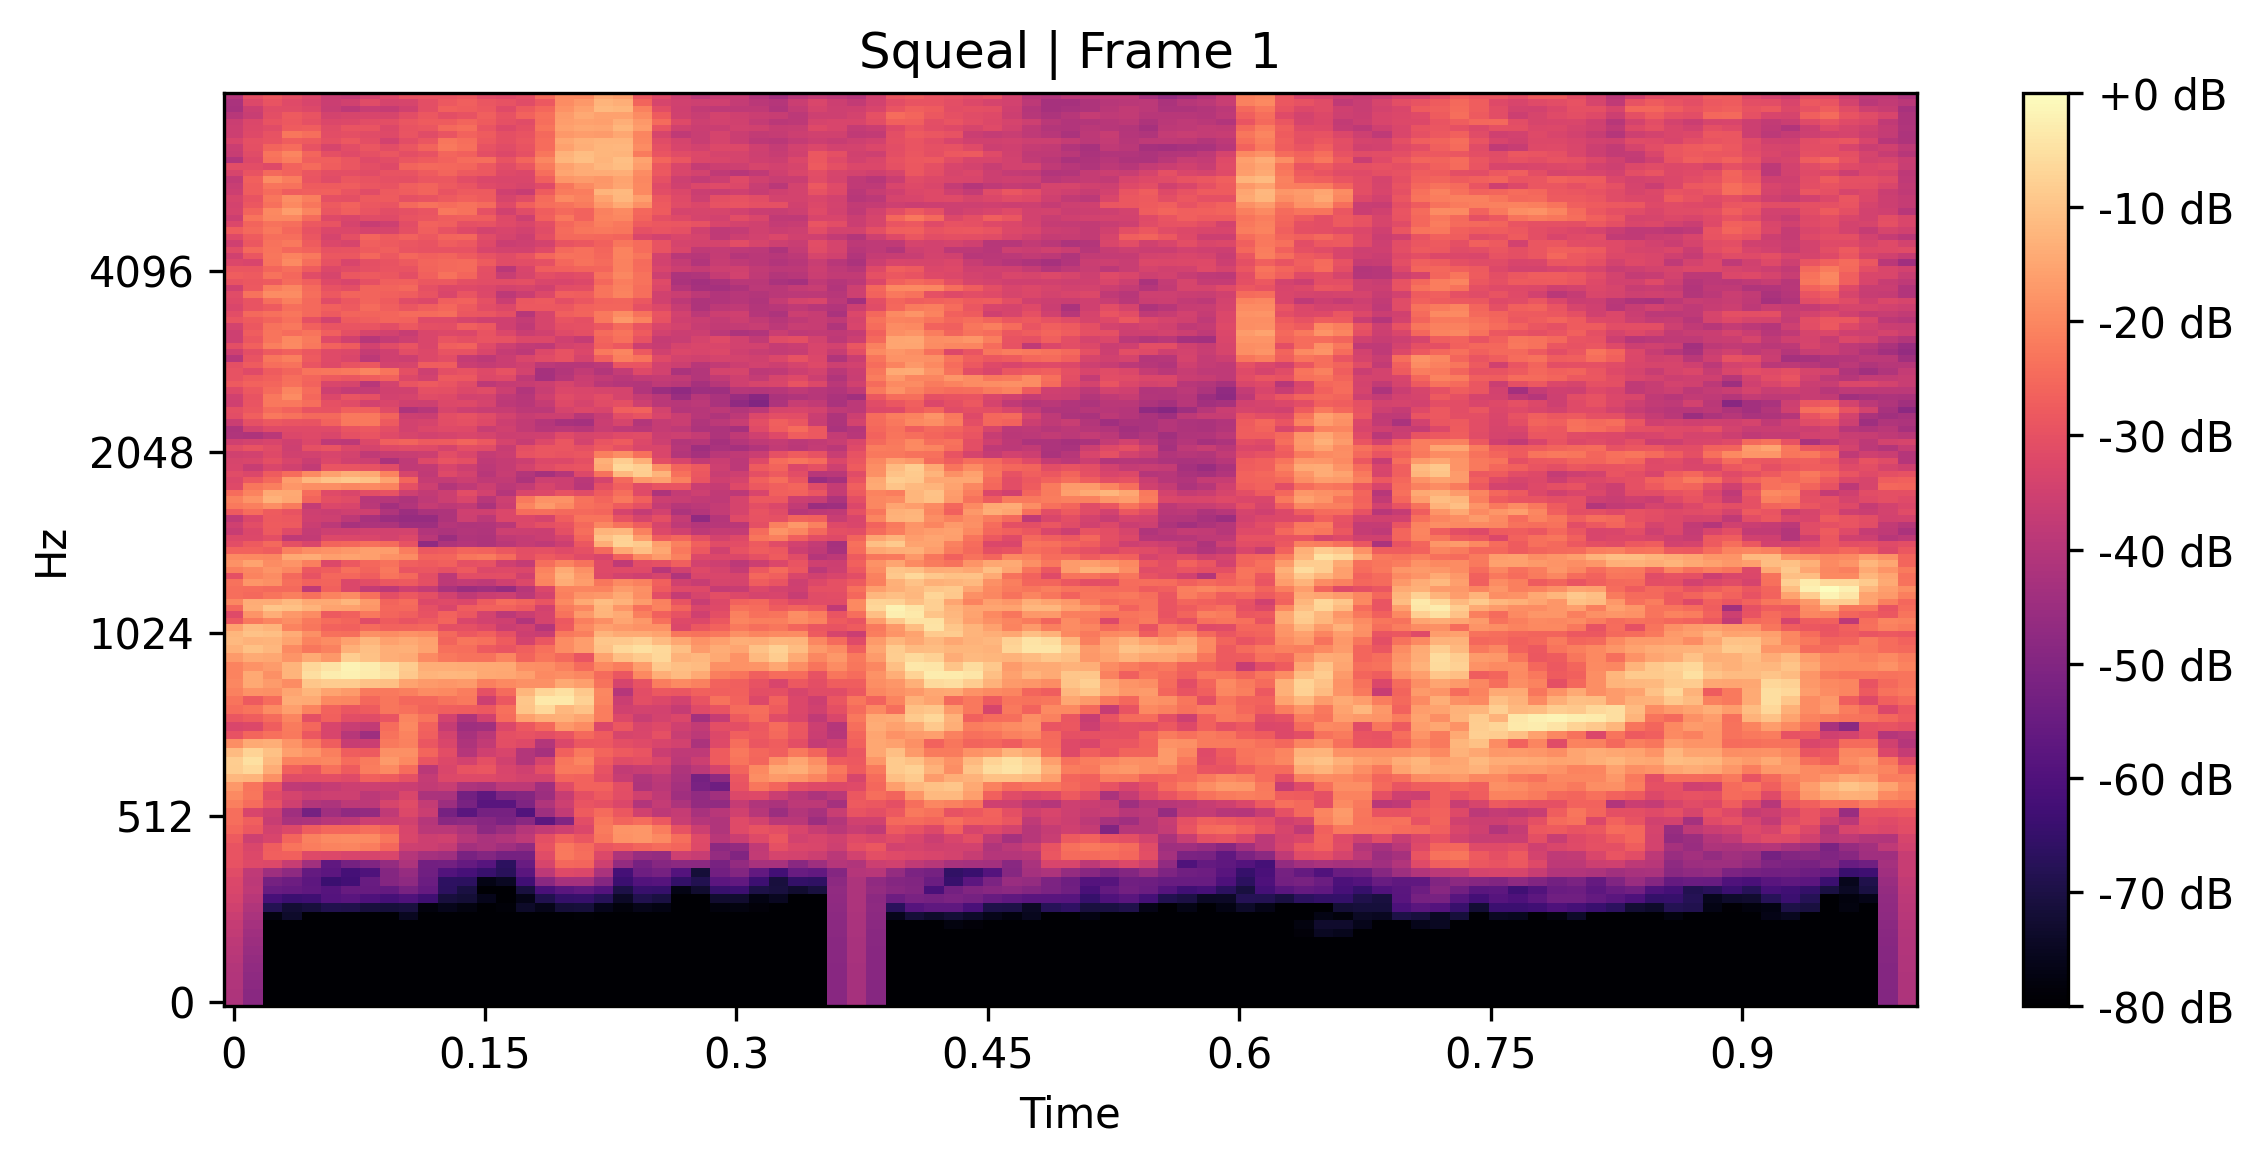 Squeal | Frame 1
+0 dB
-10 dB
-20 dB
-30 dB
-40 dB
-50 dB
-60 dB
-70 dB
-80 dB
4096
2048
1024
512
0
Hz
0 0.15 0.3 0.45 0.6 0.75 0.9
Time